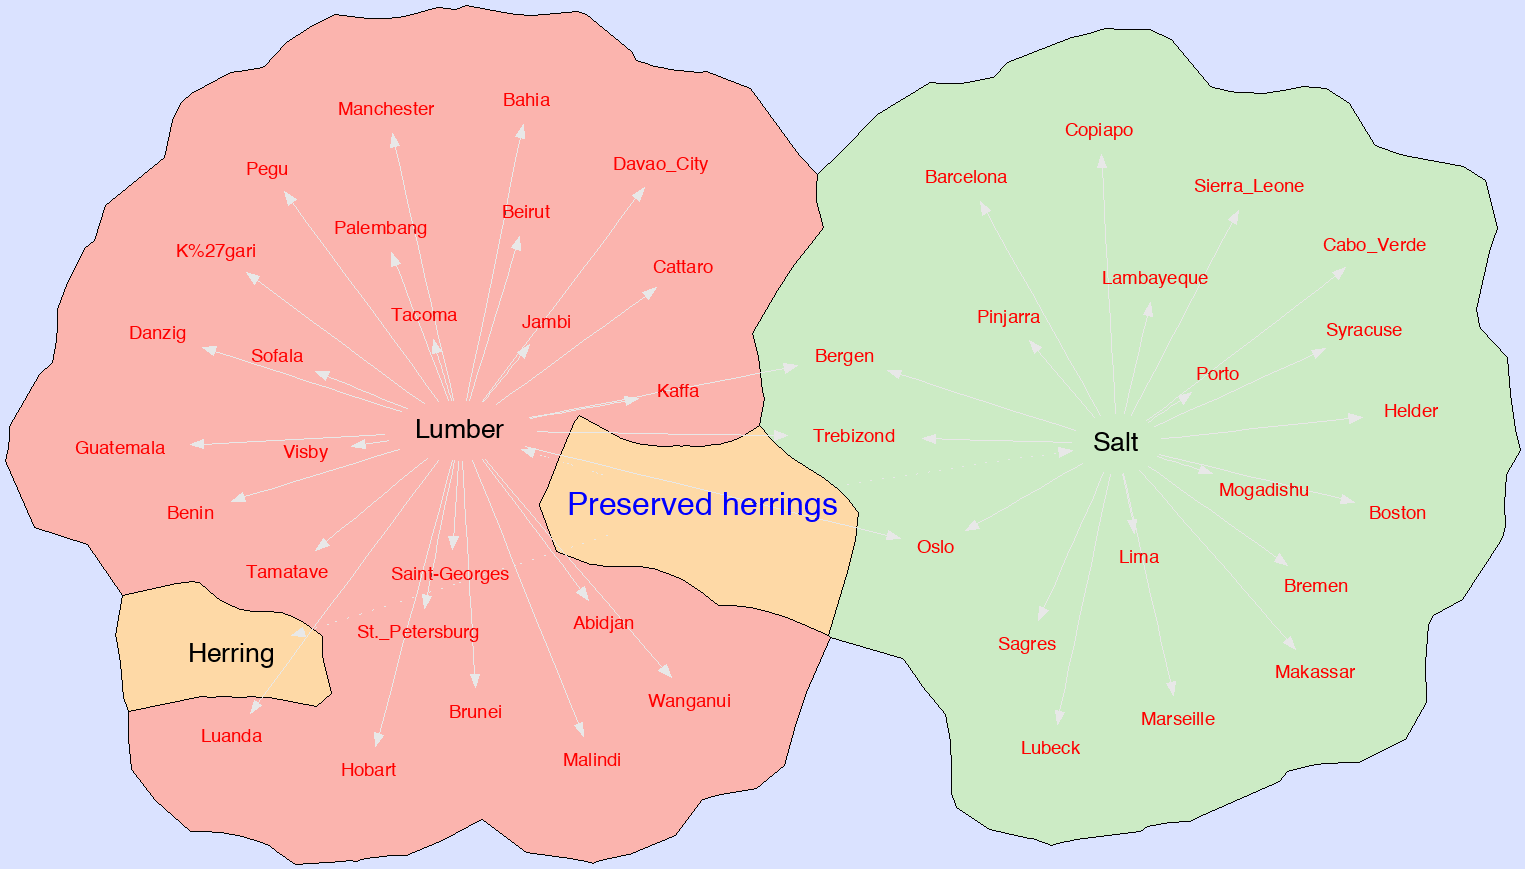 Bahia
Manchester
Copiapo
Davao_City
Pegu
Barcelona
Sierra_Leone
Beirut
Palembang
Cabo_Verde
K%27gari
Cattaro
Lambayeque
Tacoma
Jambi
Pinjarra
Danzig
Syracuse
Sofala
Bergen
Porto
Kaffa
Helder
Lumber
Trebizond
Salt
Guatemala
Visby
Mogadishu
Preserved herrings
Benin
Boston
Oslo
Lima
Tamatave
Saint-Georges
Bremen
Abidjan
St._Petersburg
Sagres
Herring
Makassar
Wanganui
Brunei
Marseille
Luanda
Lubeck
Malindi
Hobart